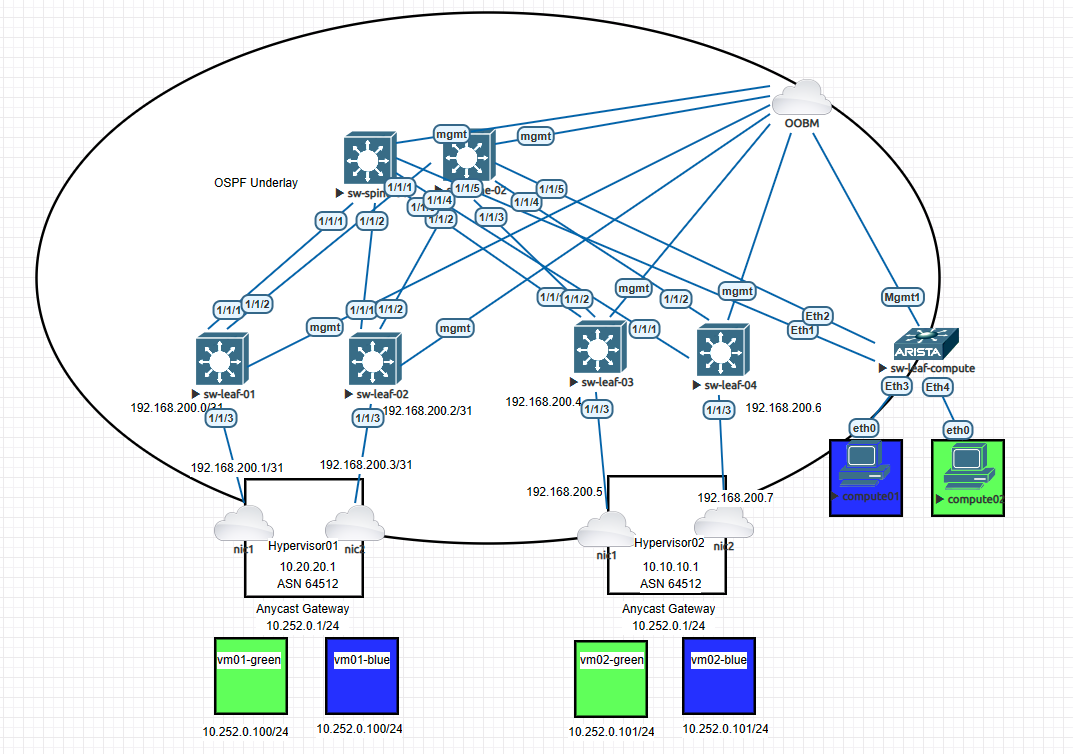 OOBM
mgmt
mgmt
OSPF Underlay
sw-spin
e-02
1/1/1
1/1/5
1/1/5
1/1/4
1/1/4
1/1/2
1/1/3
1/1/1
1/1/2
mgmt
mgmt
Mgmt1
1/1/1
1/1/2
1/1/1
1/1/2
1/1/2
1/1/2
Eth2
mgmt
mgmt
1/1/1
Eth1
ARISTA
sw-leaf-compute
sw-leaf-01
sw-leaf-02
sw-leaf-03
sw-leaf-04
Eth3
Eth4
192.168.200.0/31
192.168.200.2/31
192.168.200.4
192.168.200.6
1/1/3
1/1/3
1/1/3
1/1/3
eth0
eth0
192.168.200.1/31
192.168.200.3/31
192.168.200.5
192.168.200.7
compute01
compute02
nic1
Hypervisor01
nic2
10.20.20.1
ASN 64512
nic1
Hypervisor02
nic2
10.10.10.1
ASN 64512
Anycast Gateway
10.252.0.1/24
Anycast Gateway
10.252.0.1/24
vm01-green
vm01-blue
vm02-green
vm02-blue
10.252.0.100/24
10.252.0.100/24
10.252.0.101/24
10.252.0.101/24